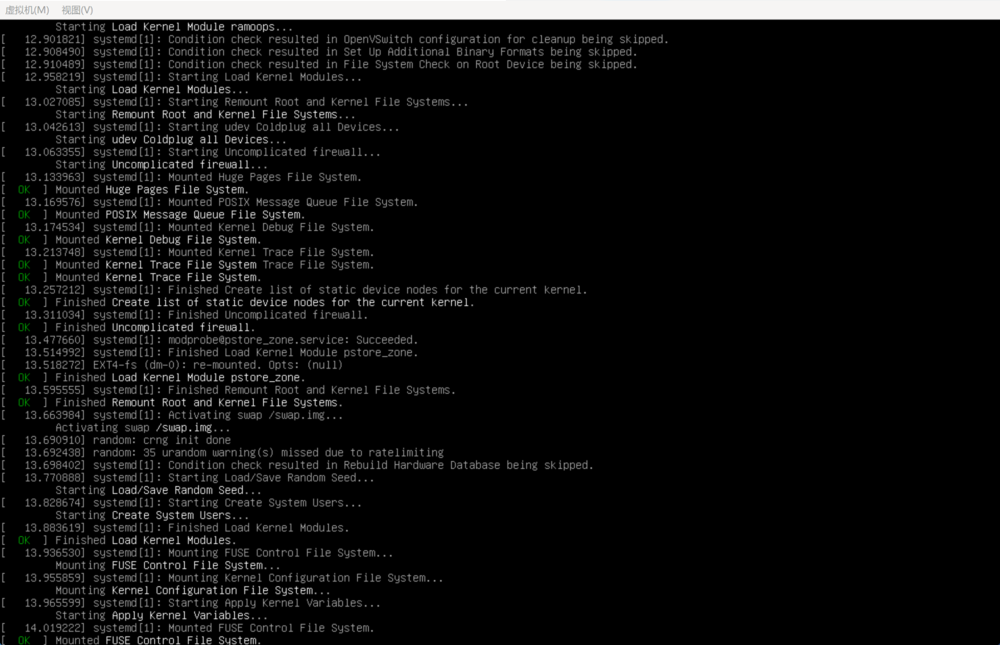 虚拟机(M) 视图(V)
Starting Load Kernel Module ramoops...
[   12.901821] systemd[1]: Condition check resulted in OpenVSwitch configuration for cleanup being skipped.
[   12.908490] systemd[1]: Condition check resulted in Set Up Additional Binary Formats being skipped.
[   12.910489] systemd[1]: Condition check resulted in File System Check on Root Device being skipped.
[   12.958219] systemd[1]: Starting Load Kernel Modules...
Starting Load Kernel Modules...
[   13.027085] systemd[1]: Starting Remount Root and Kernel File Systems...
Starting Remount Root and Kernel File Systems...
[   13.042613] systemd[1]: Starting udev Coldplug all Devices...
Starting udev Coldplug all Devices...
[   13.063355] systemd[1]: Starting Uncomplicated firewall...
Starting Uncomplicated firewall...
[   13.133963] systemd[1]: Mounted Huge Pages File System.
[  OK  ] Mounted Huge Pages File System.
[   13.169576] systemd[1]: Mounted POSIX Message Queue File System.
[  OK  ] Mounted POSIX Message Queue File System.
[   13.174534] systemd[1]: Mounted Kernel Debug File System.
[  OK  ] Mounted Kernel Debug File System.
[   13.213748] systemd[1]: Mounted Kernel Trace File System.
[  OK  ] Mounted Kernel Trace File System Trace File System.
[  OK  ] Mounted Kernel Trace File System.
[   13.257212] systemd[1]: Finished Create list of static device nodes for the current kernel.
[  OK  ] Finished Create list of static device nodes for the current kernel.
[   13.311034] systemd[1]: Finished Uncomplicated firewall.
[  OK  ] Finished Uncomplicated firewall.
[   13.477660] systemd[1]: modprobe@pstore_zone.service: Succeeded.
[   13.514992] systemd[1]: Finished Load Kernel Module pstore_zone.
[   13.518272] EXT4-fs (dm-0): re-mounted. Opts: (null)
[  OK  ] Finished Load Kernel Module pstore_zone.
[   13.595555] systemd[1]: Finished Remount Root and Kernel File Systems.
[  OK  ] Finished Remount Root and Kernel File Systems.
[   13.663984] systemd[1]: Activating swap /swap.img...
Activating swap /swap.img...
[   13.690910] random: crng init done
[   13.692438] random: 35 urandom warning(s) missed due to ratelimiting
[   13.698402] systemd[1]: Condition check resulted in Rebuild Hardware Database being skipped.
[   13.770888] systemd[1]: Starting Load/Save Random Seed...
Starting Load/Save Random Seed...
[   13.828674] systemd[1]: Starting Create System Users...
Starting Create System Users...
[   13.883619] systemd[1]: Finished Load Kernel Modules.
[  OK  ] Finished Load Kernel Modules.
[   13.936530] systemd[1]: Mounting FUSE Control File System...
Mounting FUSE Control File System...
[   13.955859] systemd[1]: Mounting Kernel Configuration File System...
Mounting Kernel Configuration File System...
[   13.965599] systemd[1]: Starting Apply Kernel Variables...
Starting Apply Kernel Variables...
[   14.019222] systemd[1]: Mounted FUSE Control File System.
[  OK  ] Mounted FUSE Control File System.